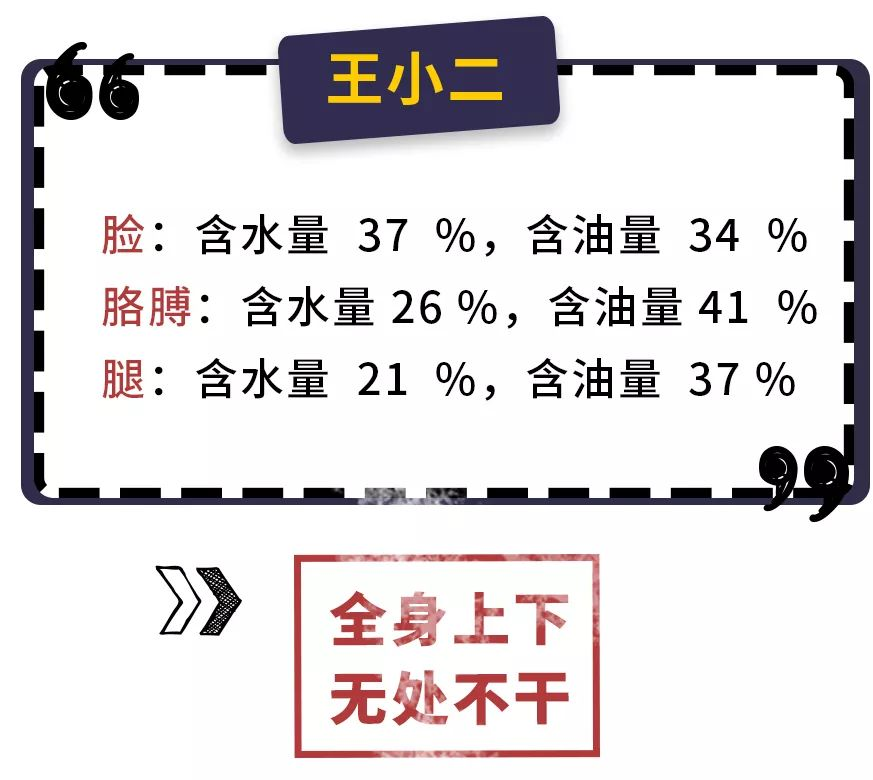 王小二
脸：含水量 37 %，含油量 34 %
胳膊：含水量 26 %，含油量 41 %
腿：含水量 21 %，含油量 37 %
全身上下
无处不干